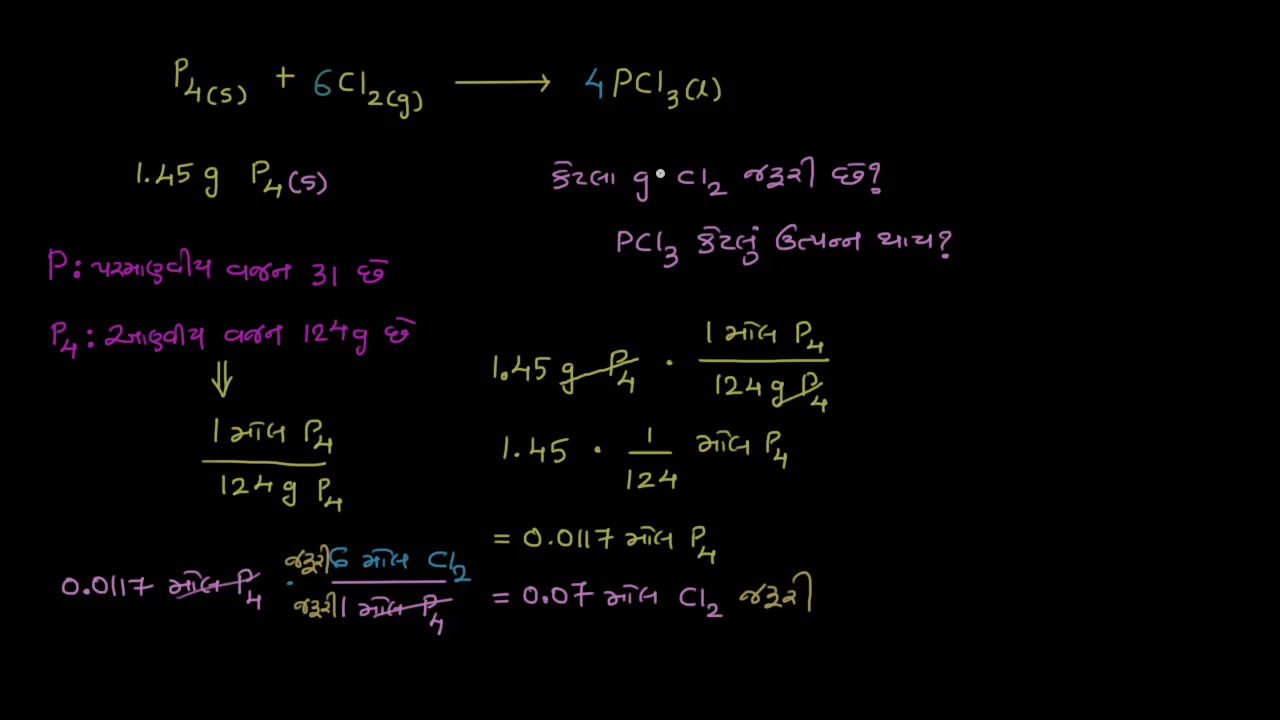 P₄(s) + 6Cl₂(g) ⟶ 4PCl₃(l)
1.45 g P₄(s)
કેટલા g Cl₂ જરૂરી છે?
PCl₃ કેટલું ઉત્પન્ન થાય?
P : પરમાણ્વીય વજન 31 છે
P₄ : આણ્વીય વજન 124g છે
⇓
1 મોલ P₄
124 g P₄
1.45 g P₄ · 1 મોલ P₄ / 124 g P₄
1.45 · 1/124 મોલ P₄
= 0.0117 મોલ P₄
0.0117 મોલ P₄ · જરૂરી 6 મોલ Cl₂ / જરૂરી 1 મોલ P₄ = 0.07 મોલ Cl₂ જરૂરી